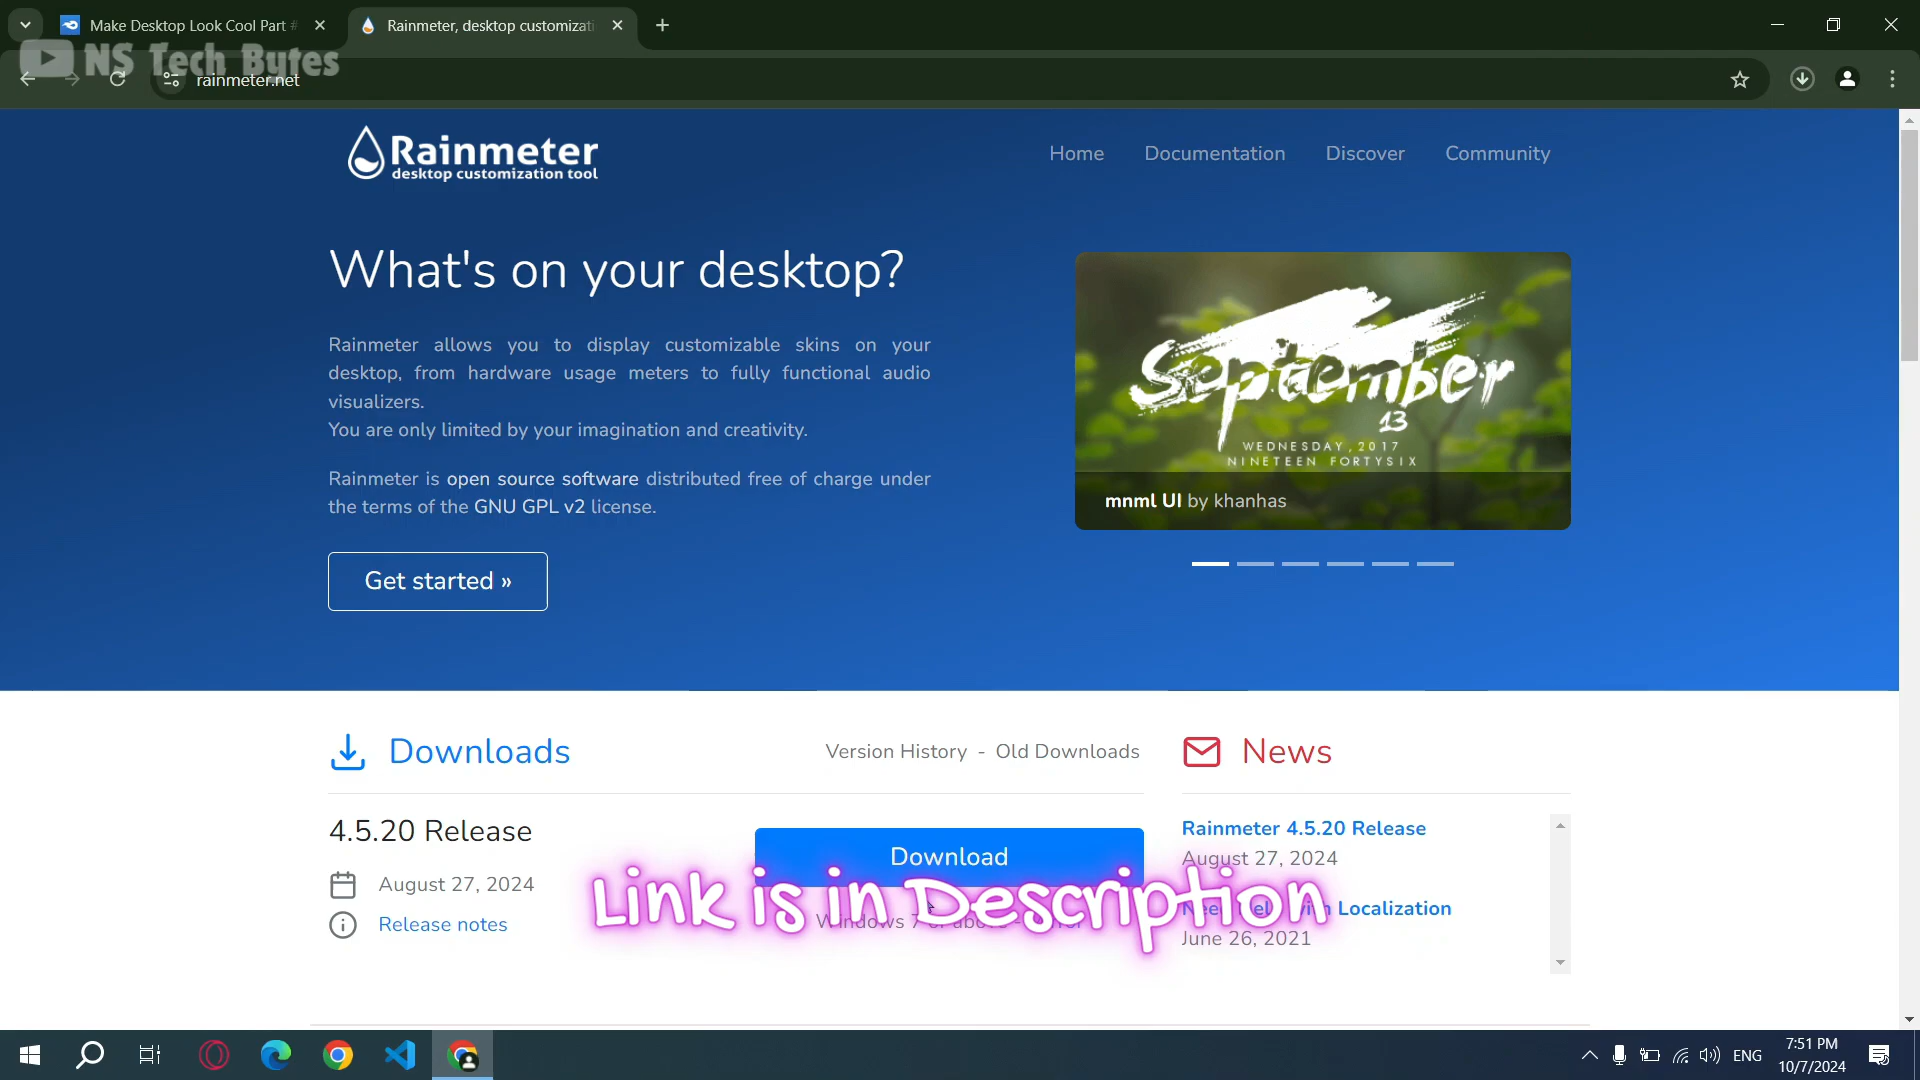 Make Desktop Look Cool Part #
Rainmeter, desktop customizati
NS Tech Bytes
rainmeter.net
Rainmeter
desktop customization tool
Home
Documentation
Discover
Community
What's on your desktop?
Rainmeter allows you to display customizable skins on your
desktop, from hardware usage meters to fully functional audio
visualizers.
You are only limited by your imagination and creativity.
Rainmeter is open source software distributed free of charge under
the terms of the GNU GPL v2 license.
Get started »
September
13
WEDNESDAY,2017
NINETEEN FORTYSIX
mnml UI by khanhas
Downloads
Version History - Old Downloads
News
4.5.20 Release
August 27, 2024
Release notes
Download
Windows 7 or above -
Link is in Description
Rainmeter 4.5.20 Release
August 27, 2024
Localization
June 26, 2021
ENG
7:51 PM
10/7/2024